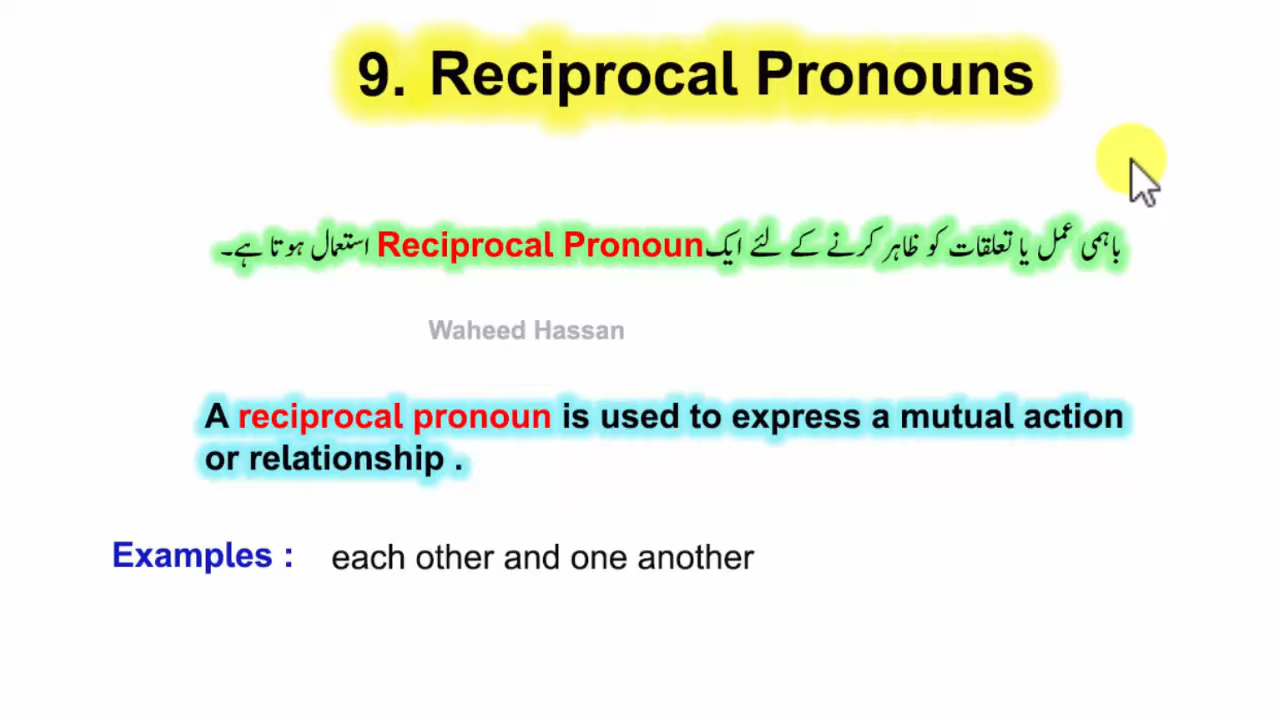 9. Reciprocal Pronouns
باہمی عمل یا تعلقات کو ظاہر کرنے کے لئے ایک Reciprocal Pronoun استعمال ہوتا ہے۔
Waheed Hassan
A reciprocal pronoun is used to express a mutual action
or relationship .
Examples : each other and one another